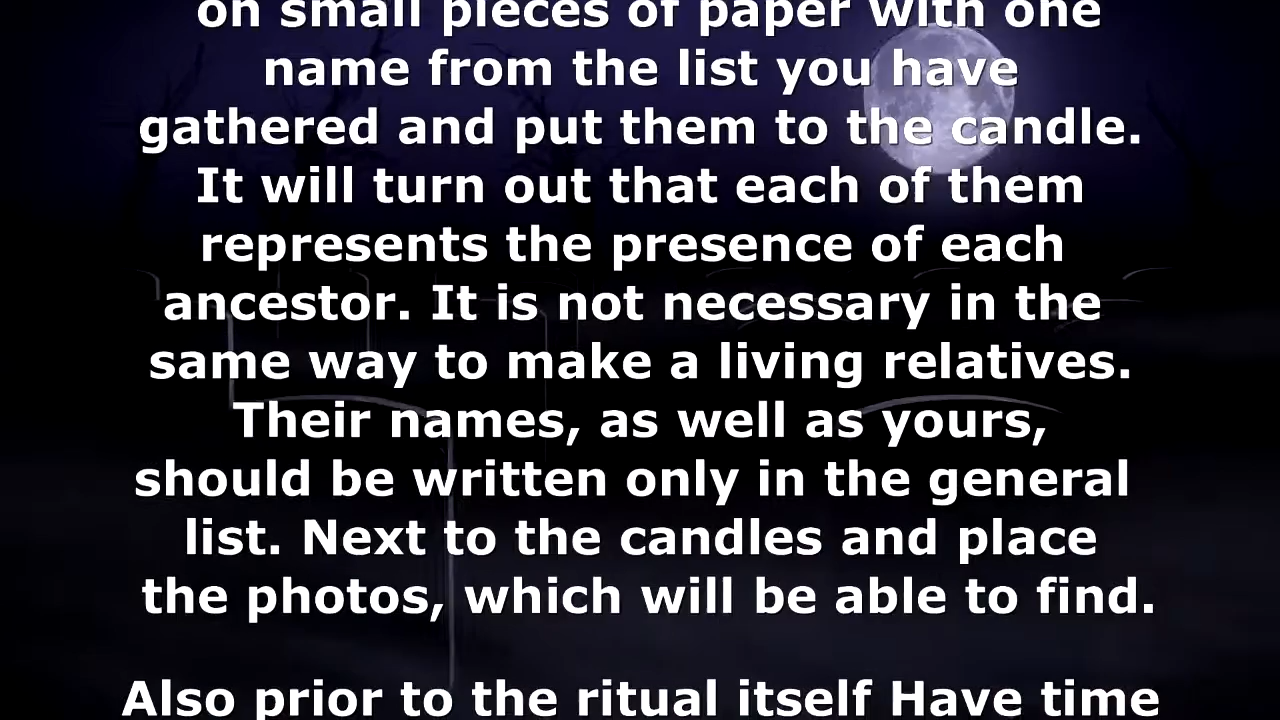 on small pieces of paper with one
name from the list you have
gathered and put them to the candle.
It will turn out that each of them
represents the presence of each
ancestor. It is not necessary in the
same way to make a living relatives.
Their names, as well as yours,
should be written only in the general
list. Next to the candles and place
the photos, which will be able to find.
Also prior to the ritual itself Have time